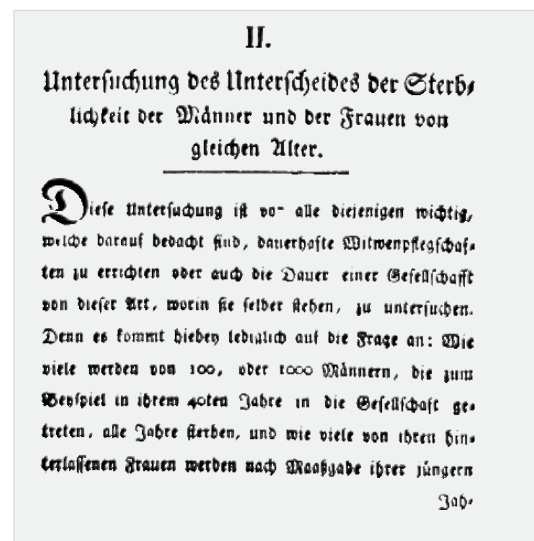 II.
Unterſuchung des Unterſcheides der Sterb⸗
lichkeit der Männer und der Frauen von
gleichen Alter.
Dieſe Unterſuchung iſt vor alle diejenigen wichtig,
welche darauf bedacht ſind, dauerhafte Witwenpflegſchaf⸗
ten zu errichten oder auch die Dauer einer Geſellſchafft
von dieſer Art, worin ſie ſelber ſtehen, zu unterſuchen.
Denn es kommt hiebey lediglich auf die Frage an: Wie
viele werden von 100, oder 1000 Männern, die zum
Beyſpiel in ihrem 40ten Jahre in die Geſellſchaft ge⸗
treten, alle Jahre ſterben, und wie viele von ihren hin⸗
terlaſſenen Frauen werden nach Maaßgabe ihrer jüngern
Jah⸗